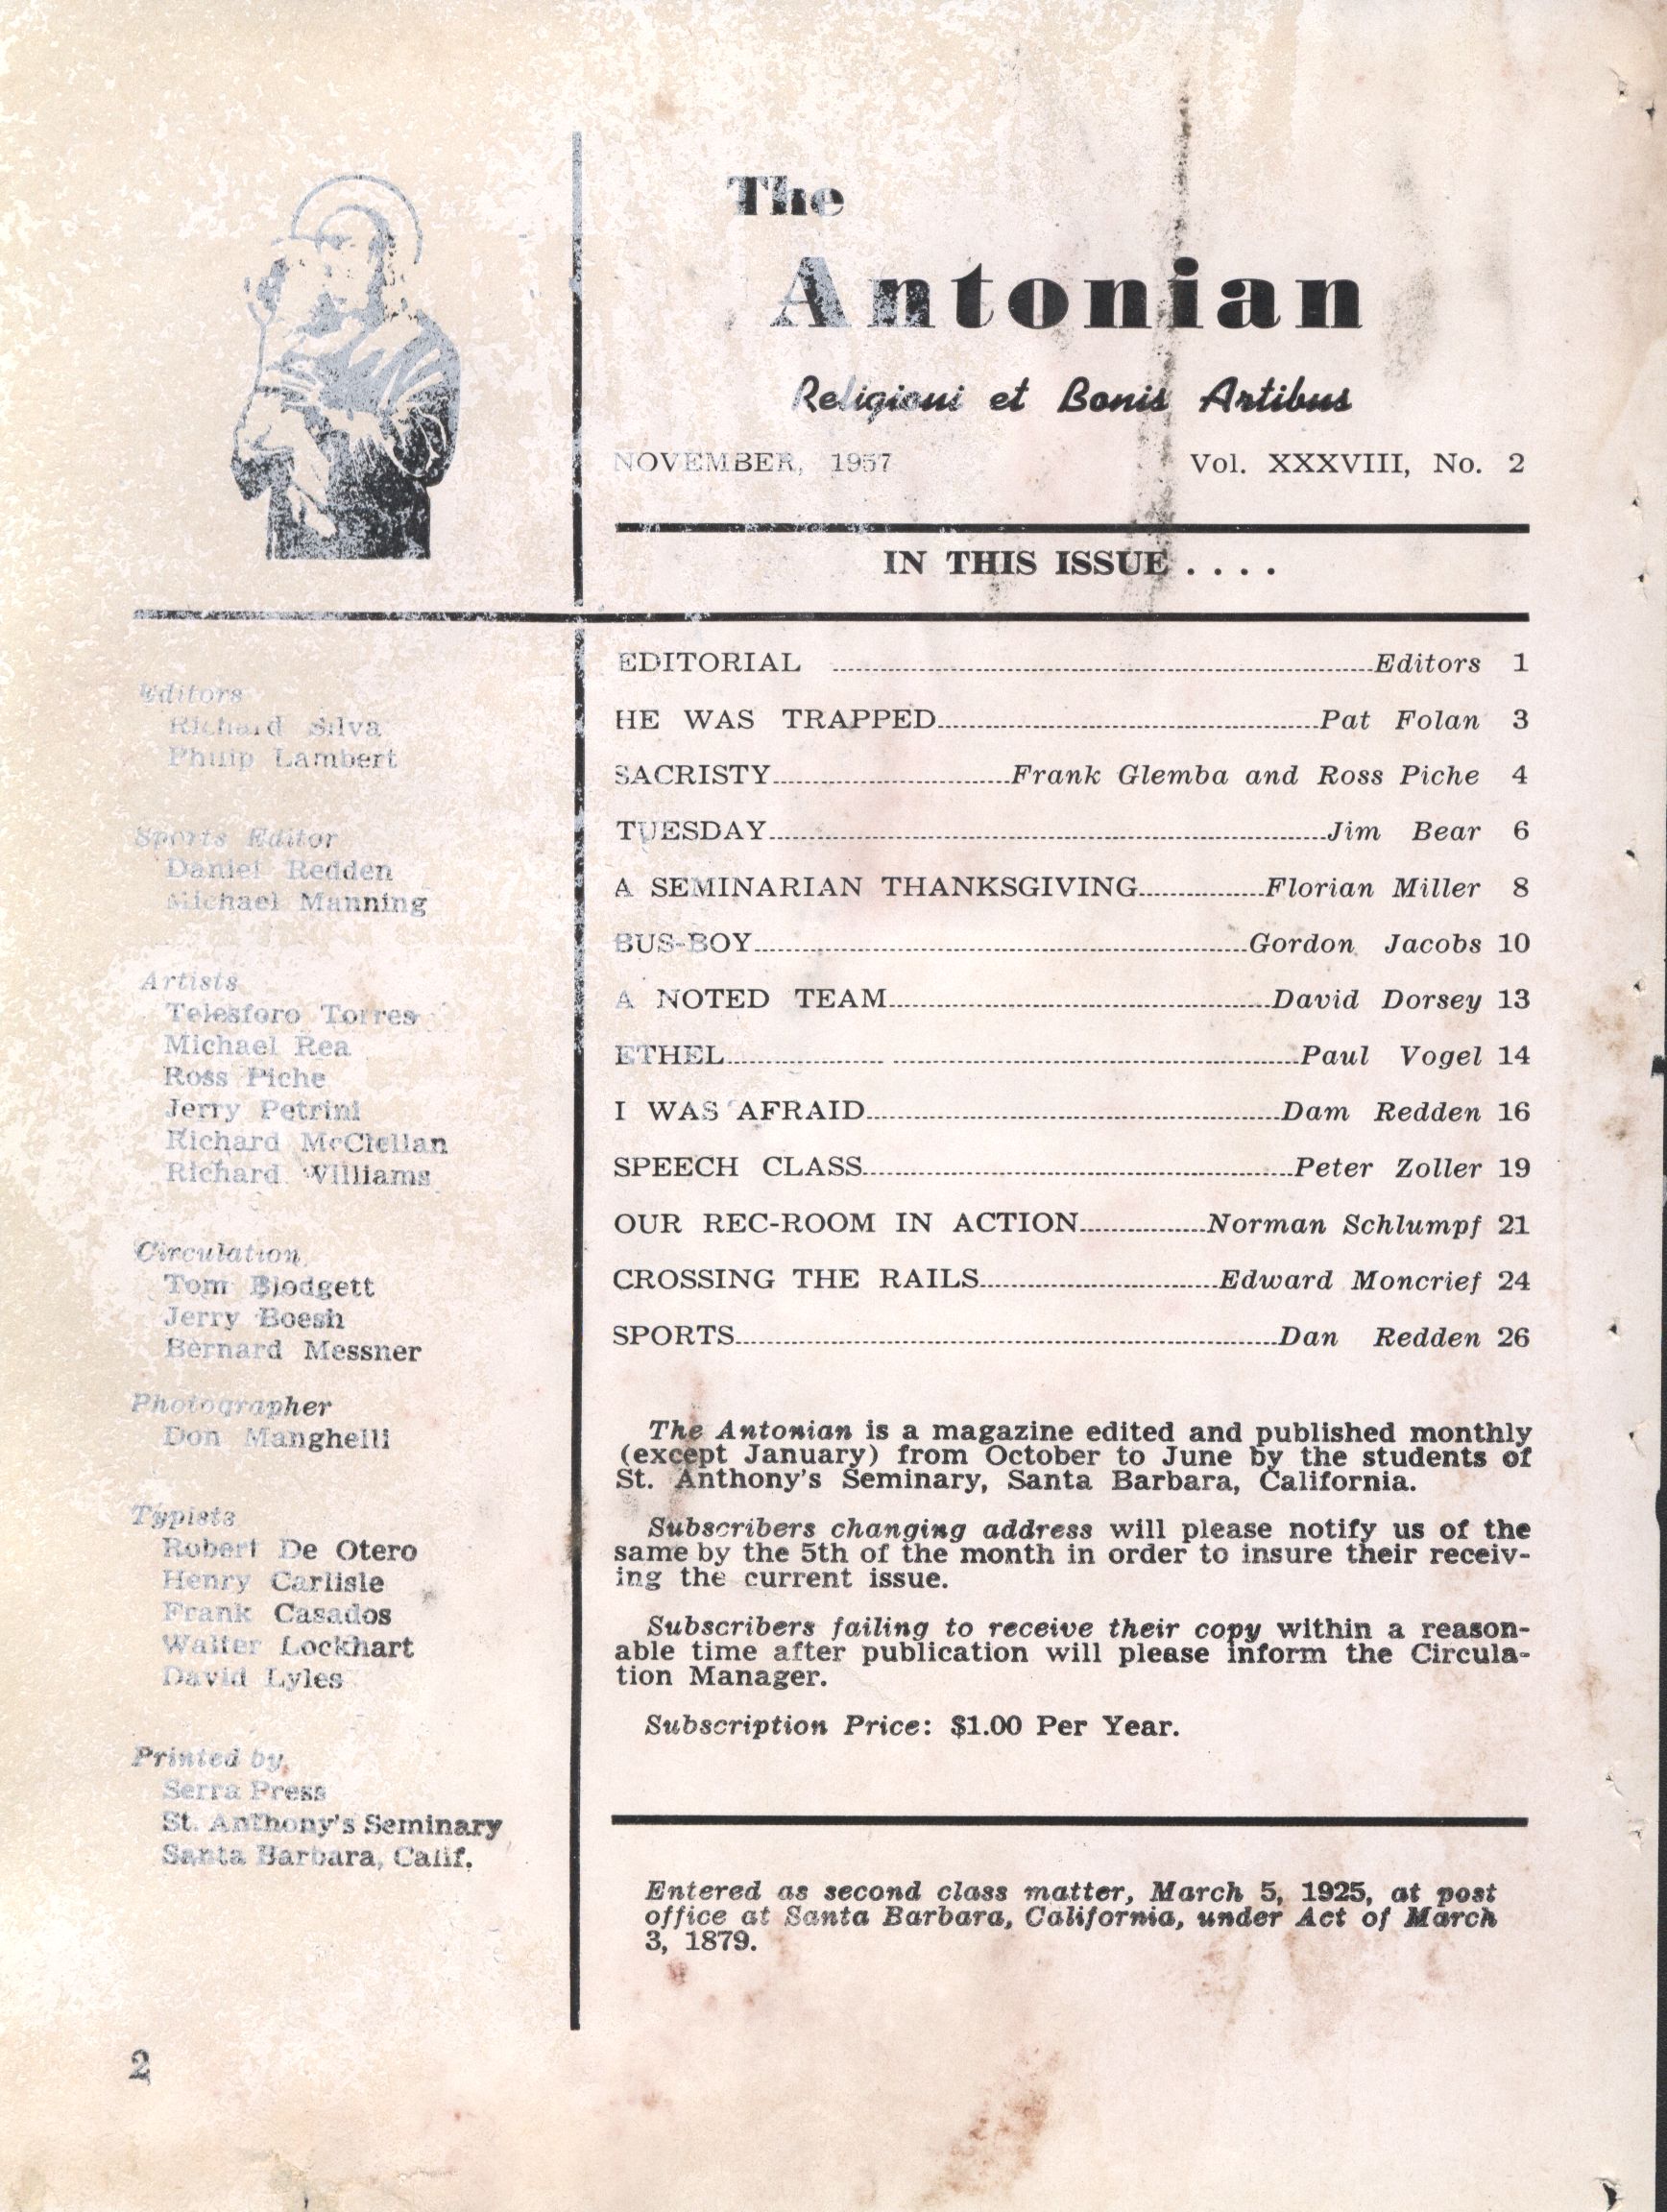 The
Antonian
Religioni et Bonis Artibus
NOVEMBER, 1957 Vol. XXXVIII, No. 2
IN THIS ISSUE . . . .
Editors
Richard Silva
Philip Lambert
Sports Editor
Daniel Redden
Michael Manning
Artists
Telesforo Torres
Michael Rea
Ross Piche
Jerry Petrini
Richard McClellan
Richard Williams
Circulation
Tom Blodgett
Jerry Boesh
Bernard Messner
Photographer
Don Manghelli
Typists
Robert De Otero
Henry Carlisle
Frank Casados
Walter Lockhart
David Lyles
Printed by
Serra Press
St. Anthony's Seminary
Santa Barbara, Calif.
2
EDITORIAL ........ Editors 1
HE WAS TRAPPED........ Pat Folan 3
SACRISTY........ Frank Glemba and Ross Piche 4
TUESDAY........ Jim Bear 6
A SEMINARIAN THANKSGIVING........ Florian Miller 8
BUS-BOY........ Gordon Jacobs 10
A NOTED TEAM........ David Dorsey 13
ETHEL........ Paul Vogel 14
I WAS AFRAID........ Dam Redden 16
SPEECH CLASS........ Peter Zoller 19
OUR REC-ROOM IN ACTION........ Norman Schlumpf 21
CROSSING THE RAILS........ Edward Moncrief 24
SPORTS........ Dan Redden 26
The Antonian is a magazine edited and published monthly
(except January) from October to June by the students of
St. Anthony's Seminary, Santa Barbara, California.
Subscribers changing address will please notify us of the
same by the 5th of the month in order to insure their receiv-
ing the current issue.
Subscribers failing to receive their copy within a reason-
able time after publication will please inform the Circula-
tion Manager.
Subscription Price: $1.00 Per Year.
Entered as second class matter, March 5, 1925, at post
office at Santa Barbara, California, under Act of March
3, 1879.